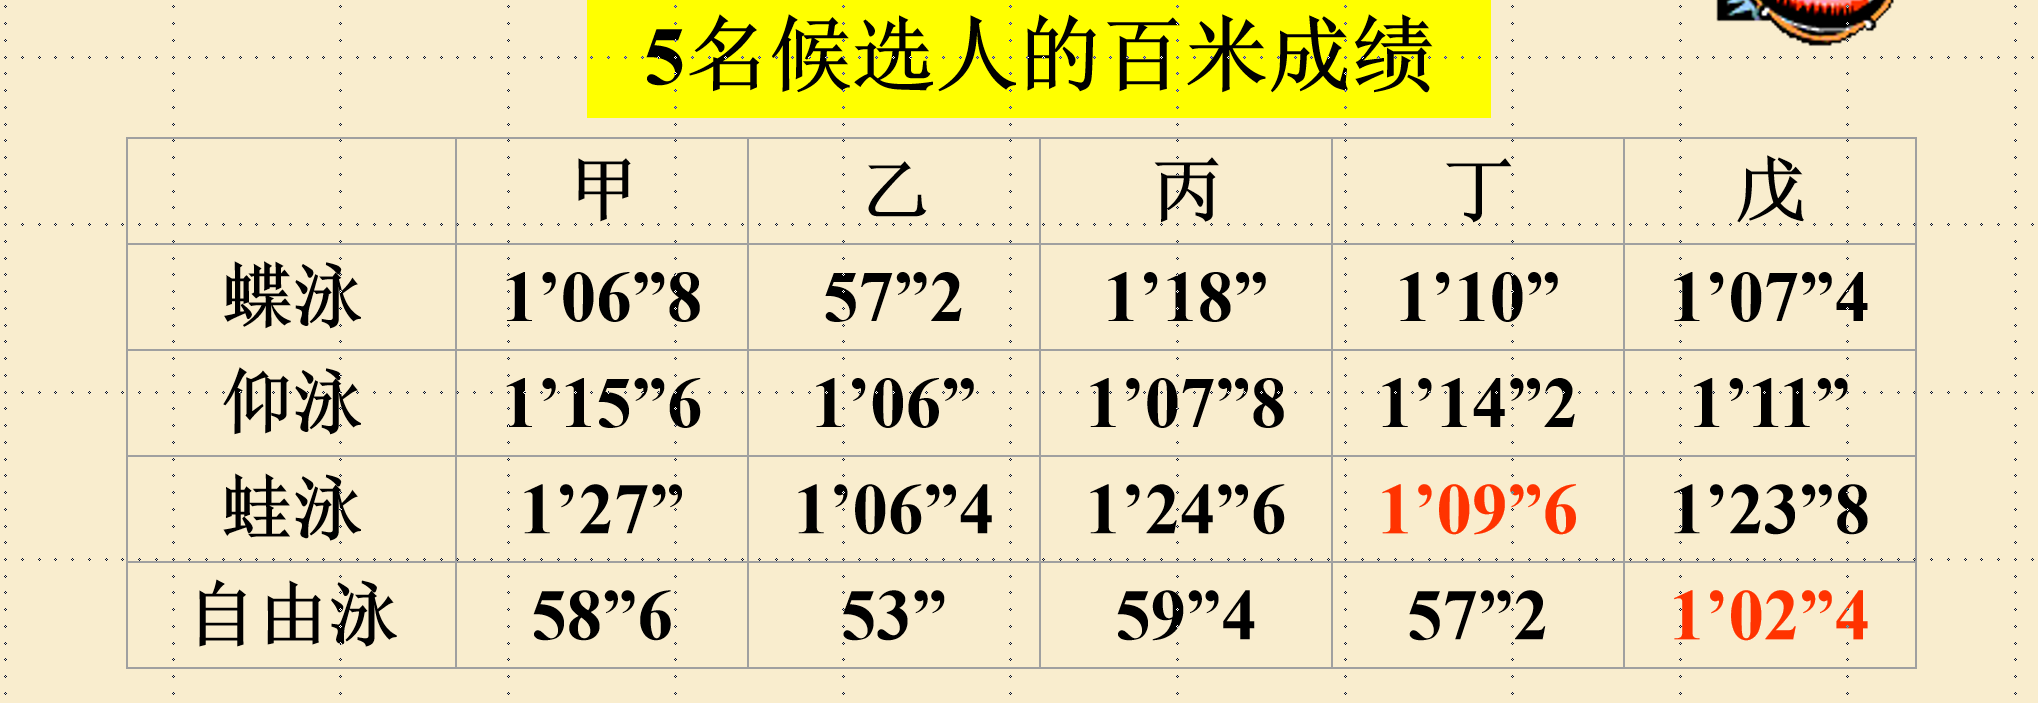 5名候选人的百米成绩
甲 乙 丙 丁 戊
蝶泳 1’06”8 57”2 1’18” 1’10” 1’07”4
仰泳 1’15”6 1’06” 1’07”8 1’14”2 1’11”
蛙泳 1’27” 1’06”4 1’24”6 1’09”6 1’23”8
自由泳 58”6 53” 59”4 57”2 1’02”4